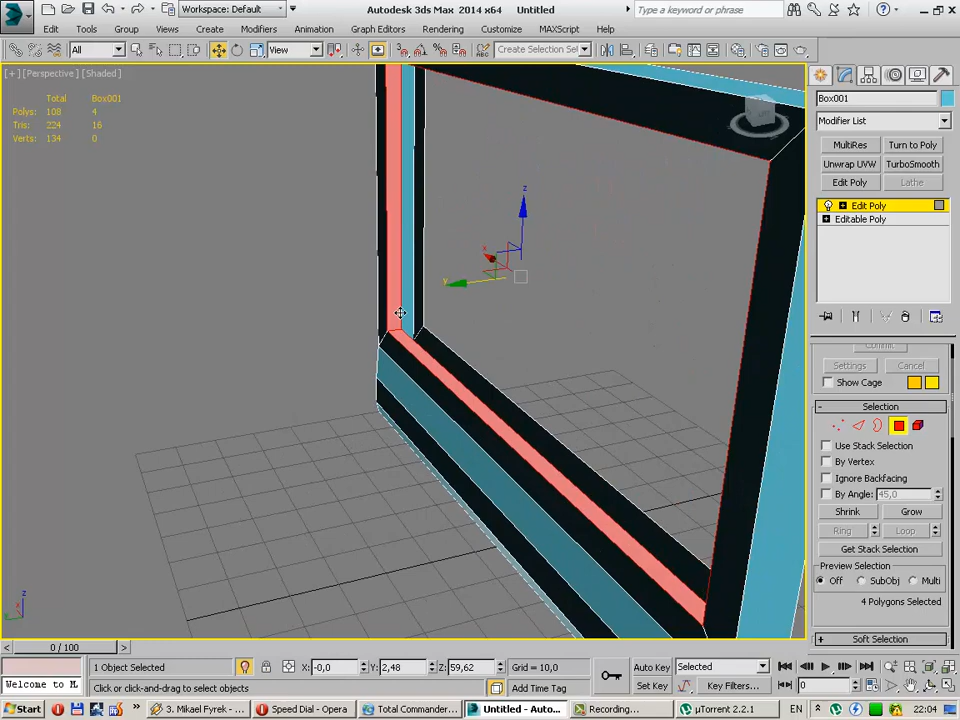 Workspace: Default
Autodesk 3ds Max 2014 x64 Untitled
Type a keyword or phrase
Edit Tools Group Views Create Modifiers Animation Graph Editors Rendering Customize MAXScript Help
All View Create Selection Se
[+] [Perspective] [Shaded]
Total Box001
Polys: 108 4
Tris: 224 16
Verts: 134 0
z
x
y
Box001
Modifier List
MultiRes Turn to Poly
Unwrap UVW TurboSmooth
Edit Poly Lathe
Edit Poly
Editable Poly
Commit
Settings Cancel
Show Cage
- Selection
Use Stack Selection
By Vertex
Ignore Backfacing
By Angle: 45,0
Shrink Grow
Ring Loop
Get Stack Selection
Preview Selection
Off SubObj Multi
4 Polygons Selected
+ Soft Selection
0 / 100
1 Object Selected X: -0,0 Y: 2,48 Z: 59,62 Grid = 10,0 Auto Key Selected
Welcome to M Click or click-and-drag to select objects Add Time Tag Set Key Key Filters... 0
Start 3. Mikael Fyrek - ... Speed Dial - Opera Total Commander... Untitled - Auto... Recording... µTorrent 2.2.1 EN 22:04